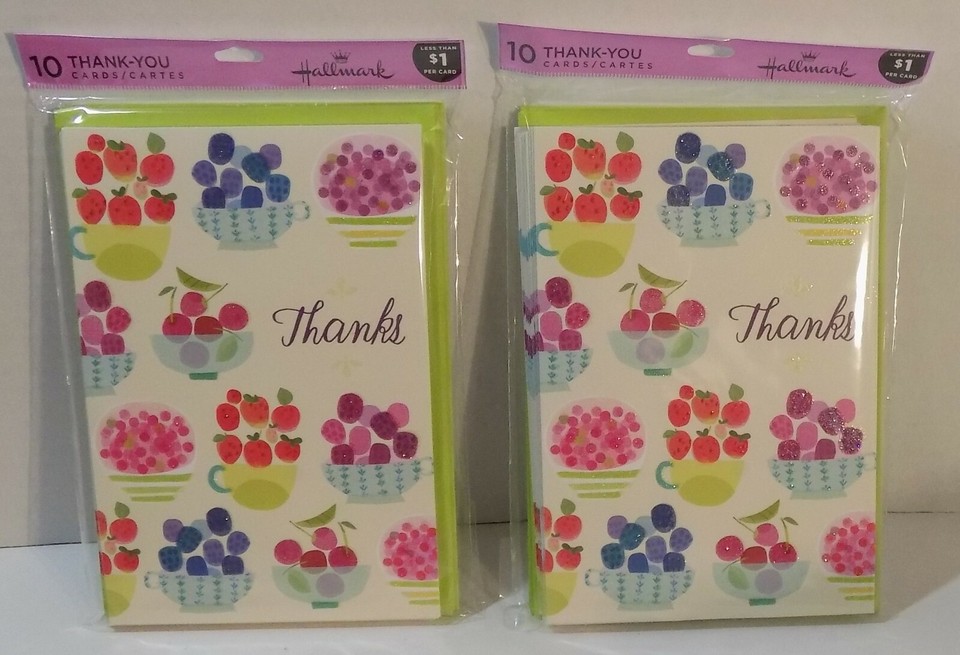 10 THANK-YOU
CARDS/CARTES
Hallmark
LESS THAN
$1
PER CARD
Thanks
10 THANK-YOU
CARDS/CARTES
Hallmark
LESS THAN
$1
PER CARD
Thanks